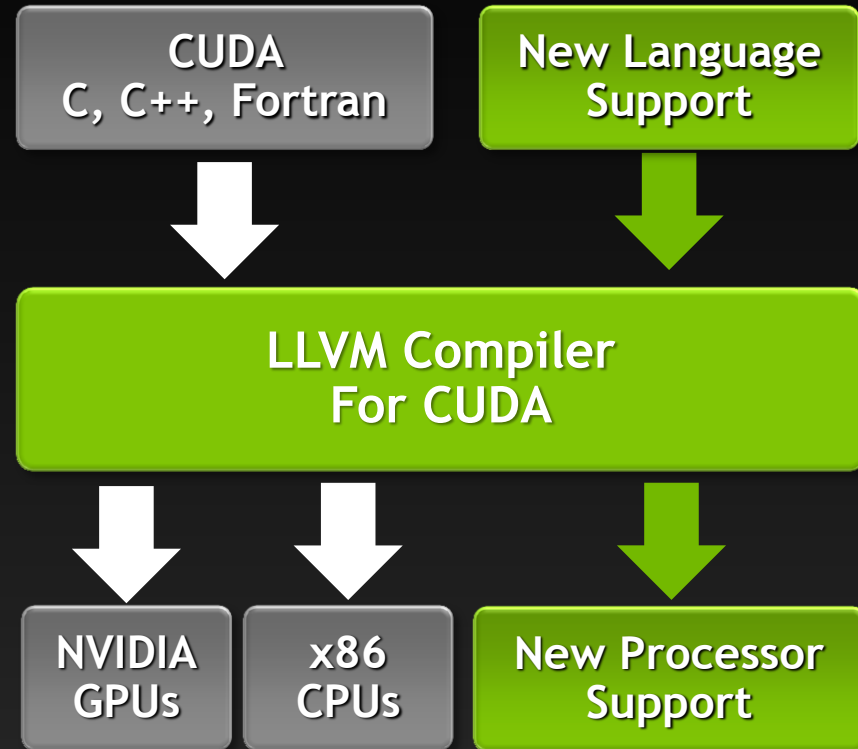 CUDA
C, C++, Fortran
New Language
Support
LLVM Compiler
For CUDA
NVIDIA
GPUs
x86
CPUs
New Processor
Support